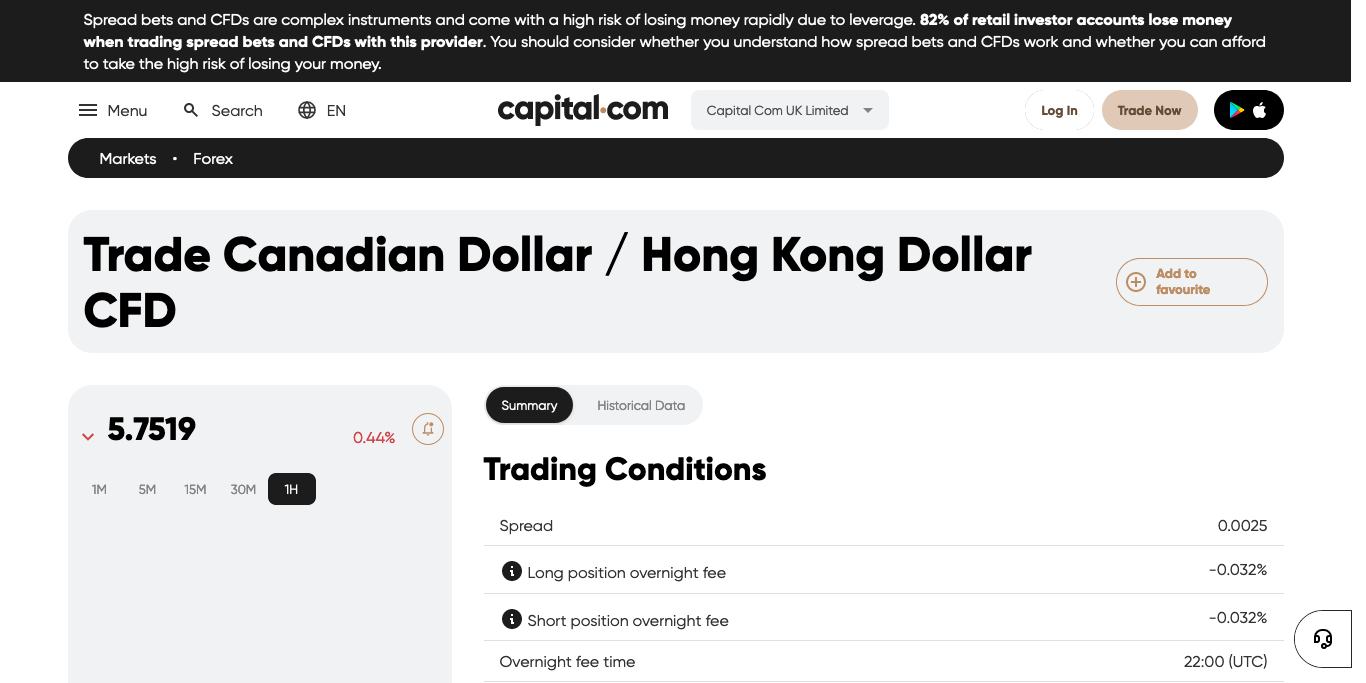 Spread bets and CFDs are complex instruments and come with a high risk of losing money rapidly due to leverage. 82% of retail investor accounts lose money
when trading spread bets and CFDs with this provider. You should consider whether you understand how spread bets and CFDs work and whether you can afford
to take the high risk of losing your money.
Menu Search EN capital.com Capital Com UK Limited Log In Trade Now
Markets • Forex
Trade Canadian Dollar / Hong Kong Dollar
CFD
Add to
favourite
5.7519 0.44%
1M 5M 15M 30M 1H
Summary Historical Data
Trading Conditions
Spread 0.0025
Long position overnight fee -0.032%
Short position overnight fee -0.032%
Overnight fee time 22:00 (UTC)